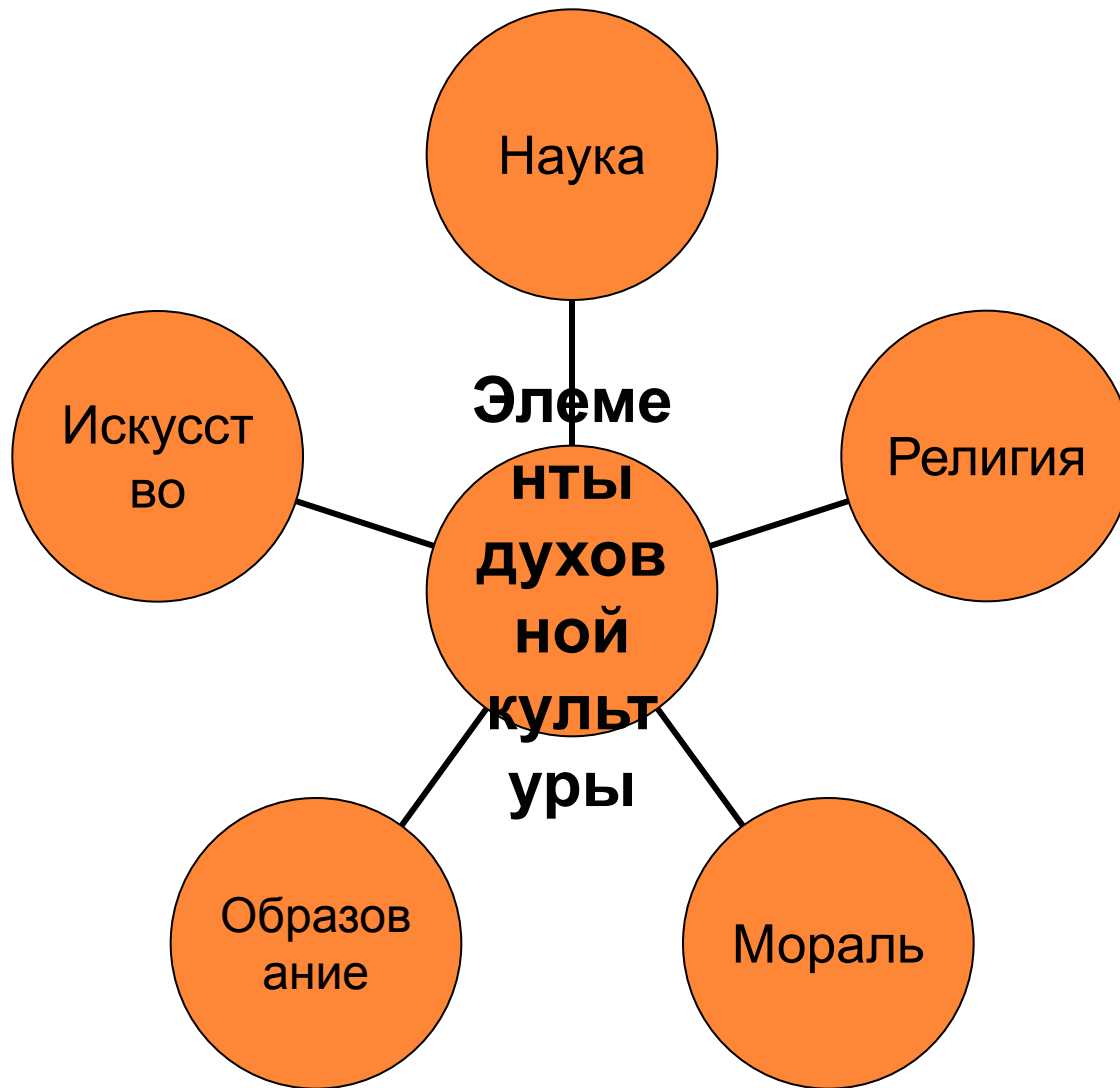 Наука
Искусст
во
Религия
Элеме
нты
духов
ной
культ
уры
Образов
ание
Мораль